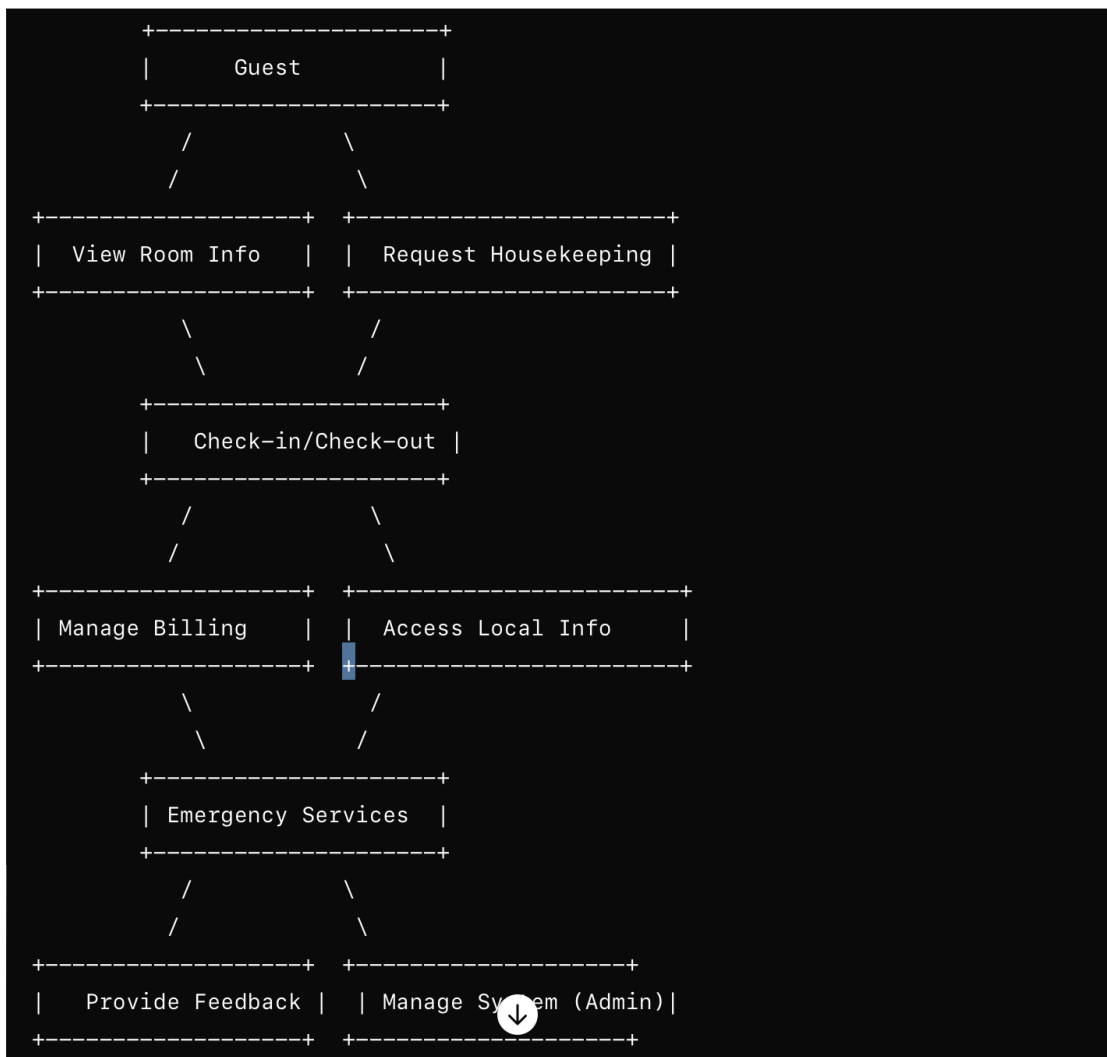 Guest
View Room Info Request Housekeeping
Check-in/Check-out
Manage Billing Access Local Info
Emergency Services
Provide Feedback Manage (Admin)